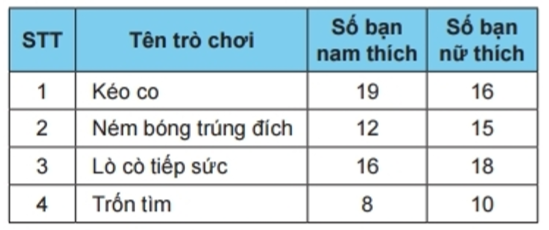 STT Tên trò chơi Số bạn nam thích Số bạn nữ thích
1 Kéo co 19 16
2 Ném bóng trúng đích 12 15
3 Lò cò tiếp sức 16 18
4 Trốn tìm 8 10